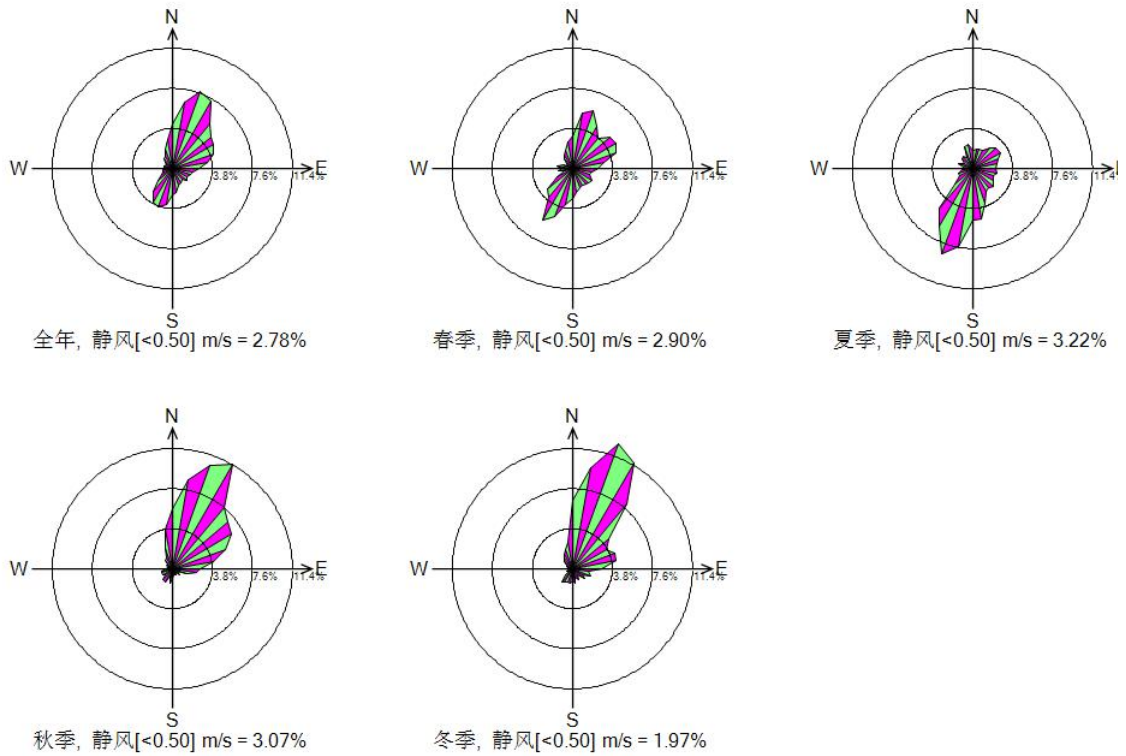 N
N
N
W
3.8%
7.6%
11.4%
E
W
3.8%
7.6%
11.4%
E
W
3.8%
7.6%
11.4%
S
S
S
全年, 静风[<0.50] m/s = 2.78%
春季, 静风[<0.50] m/s = 2.90%
夏季, 静风[<0.50] m/s = 3.22%
N
N
W
3.8%
7.6%
11.4%
E
W
3.8%
7.6%
11.4%
E
S
S
秋季, 静风[<0.50] m/s = 3.07%
冬季, 静风[<0.50] m/s = 1.97%